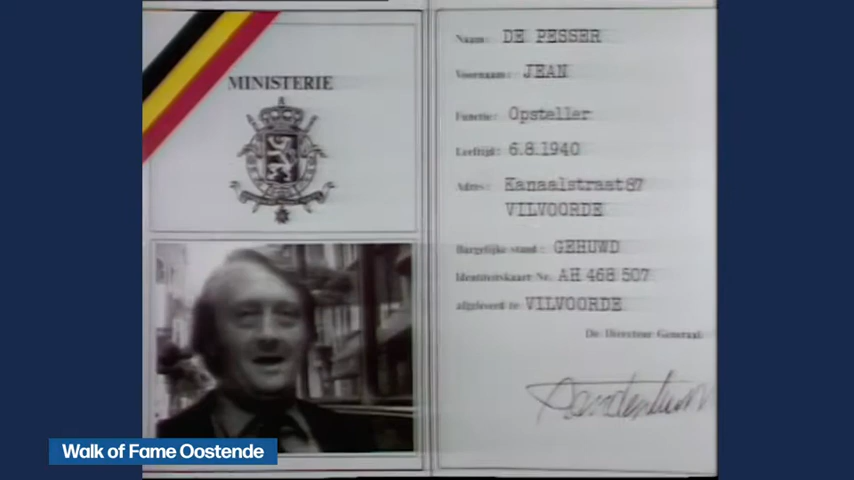 MINISTERIE
Naam: DE PESSER
Voornaam: JEAN
Functie: Opsteller
Leeftijd: 6.8.1940
Adres: Kanaalstraat 87
VILVOORDE
Burgelijke stand: GEHUWD
Identiteitskaart Nr. AH 468 507
afgeleverd te VILVOORDE
De Directeur Generaal
Walk of Fame Oostende